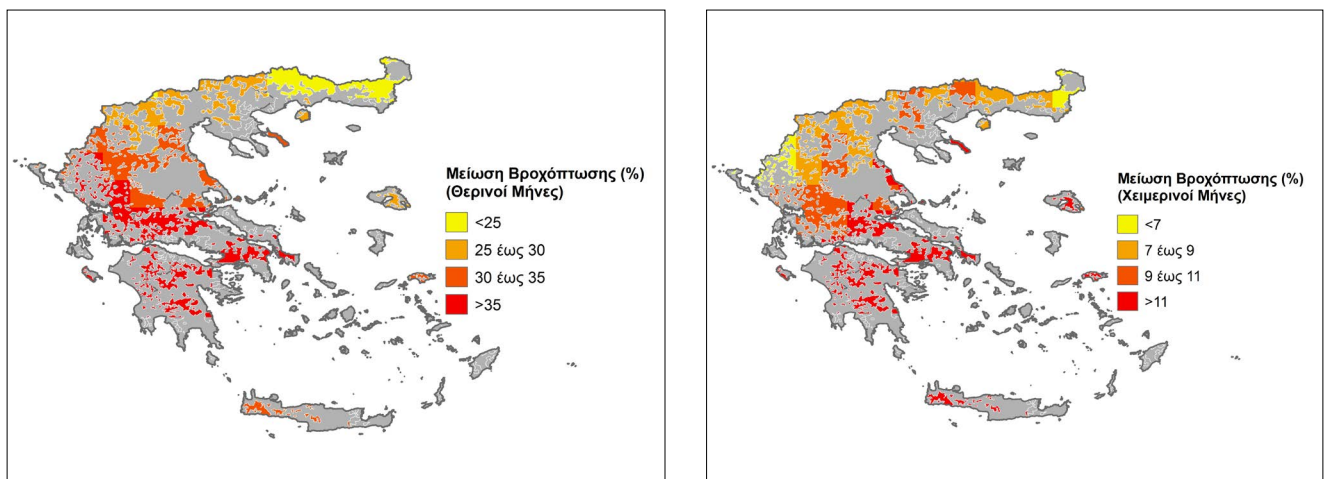 Μείωση Βροχόπτωσης (%)
(Θερινοί Μήνες)
<25
25 έως 30
30 έως 35
>35
Μείωση Βροχόπτωσης (%)
(Χειμερινοί Μήνες)
<7
7 έως 9
9 έως 11
>11